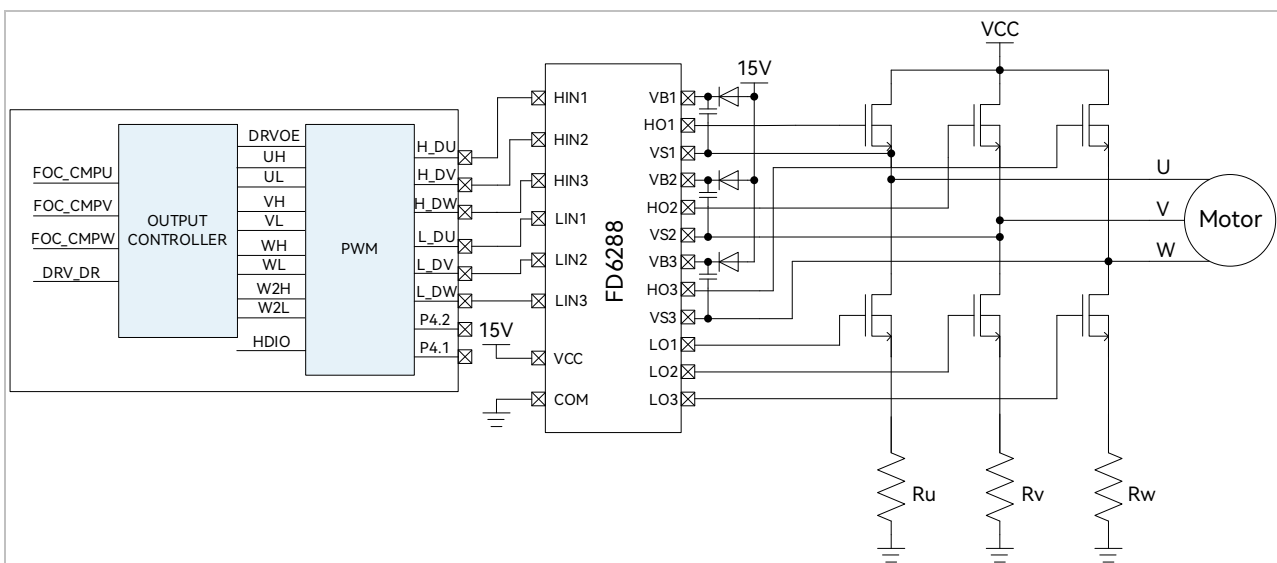 FOC_CMPU
FOC_CMPV
FOC_CMPW
DRV_DR
OUTPUT
CONTROLLER
DRVOE
UH
UL
VH
VL
WH
WL
W2H
W2L
HDIO
PWM
H_DU
H_DV
H_DW
L_DU
L_DV
L_DW
P4.2
P4.1
15V
HIN1
HIN2
HIN3
LIN1
LIN2
LIN3
VCC
COM
FD6288
VB1
HO1
VS1
VB2
HO2
VS2
VB3
HO3
VS3
LO1
LO2
LO3
15V
VCC
U
V
W
Motor
Ru
Rv
Rw